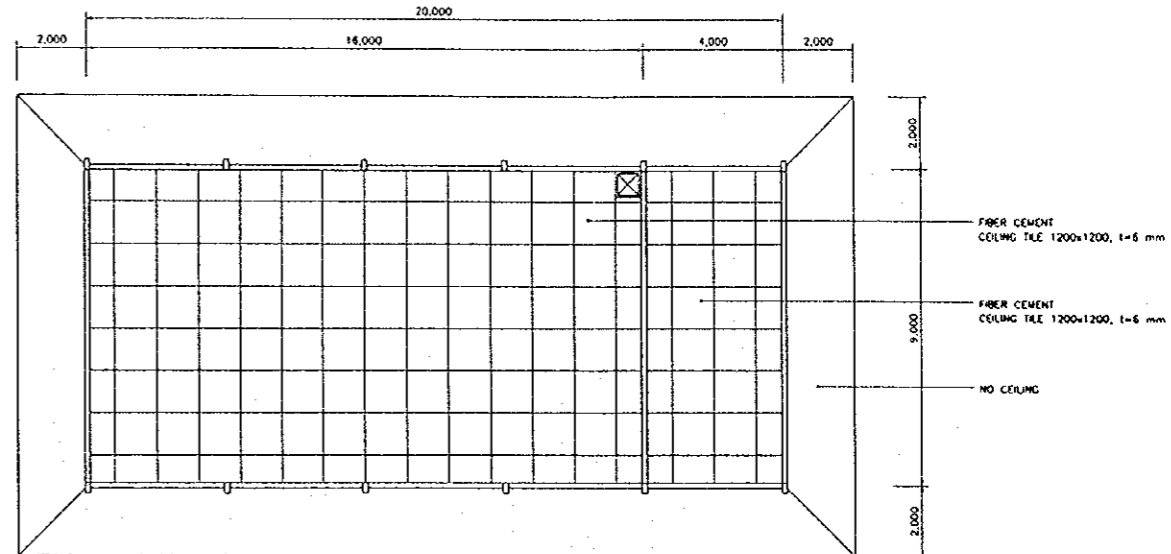 20,000
2,000 16,000 4,000 2,000
2,000
FIBER CEMENT
CEILING TILE 1200x1200, t=6 mm
FIBER CEMENT
CEILING TILE 1200x1200, t=6 mm
9,000
NO CEILING
2,000